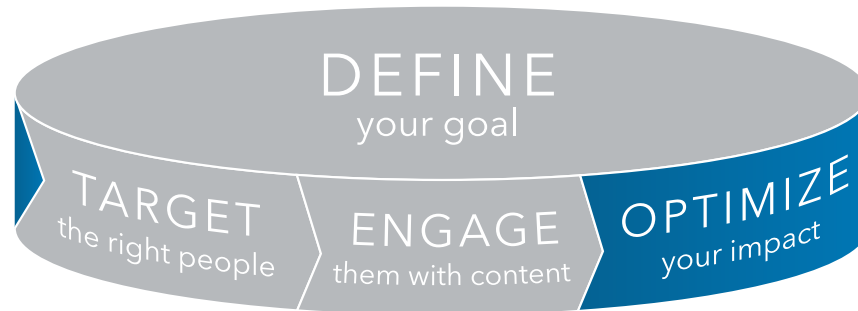 DEFINE
your goal
TARGET
the right people
ENGAGE
them with content
OPTIMIZE
your impact